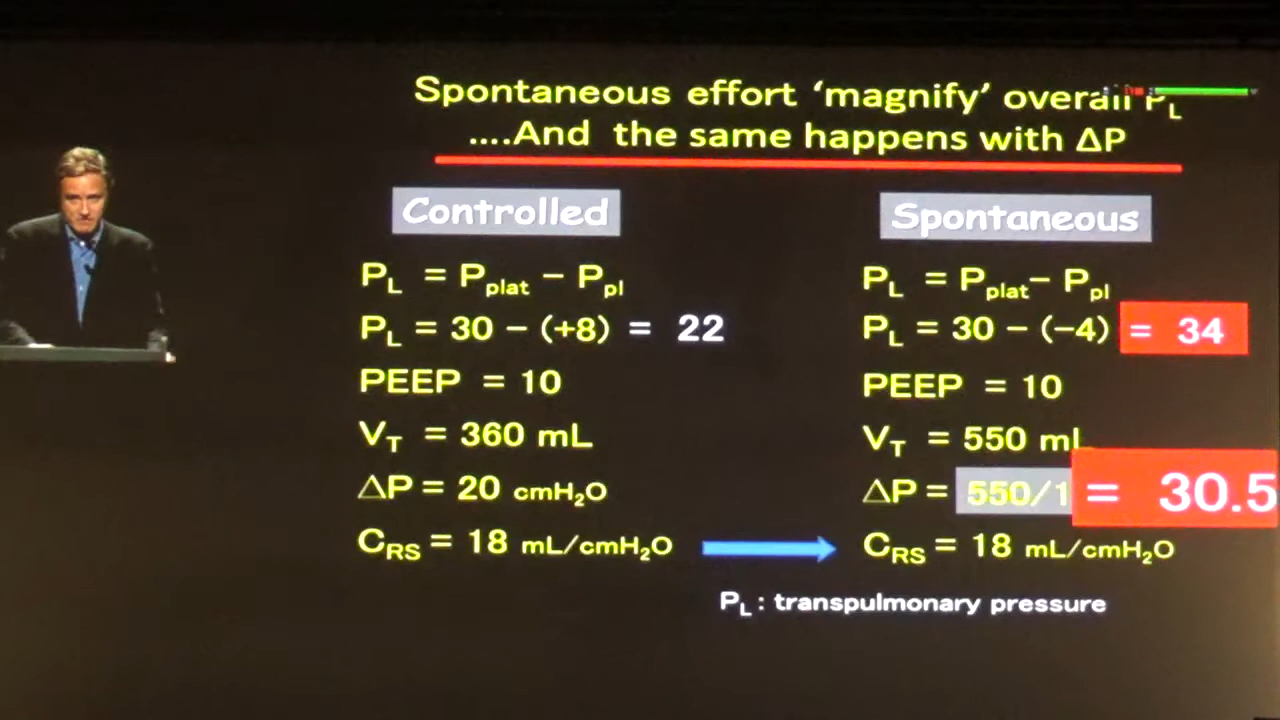 Spontaneous effort ‘magnify’ overall PL
....And the same happens with ΔP
Controlled
PL = Pplat – Ppl
PL = 30 – (+8) = 22
PEEP = 10
VT = 360 mL
ΔP = 20 cmH2O
CRS = 18 mL/cmH2O
Spontaneous
PL = Pplat– Ppl
PL = 30 – (–4) = 34
PEEP = 10
VT = 550 mL
ΔP = 550/1 = 30.5
CRS = 18 mL/cmH2O
PL : transpulmonary pressure